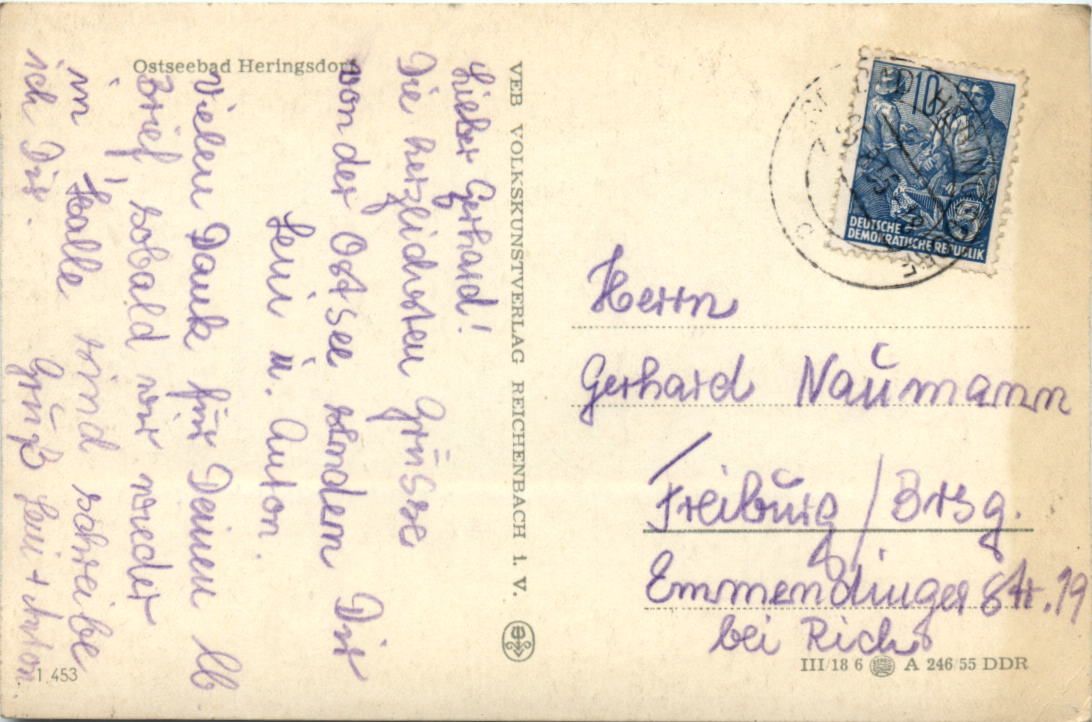 Ostseebad Heringsdorf
Lieber Gerhard!
Die herzlichsten Grüsse
von der Ostsee senden Dir
Leni u. Anton.
Vielen Dank für Deinen lb
Brief, sobald wir wieder
in Halle sind schreibe
ich Dir. Gruß Leni + Anton
1.453
VEB VOLKSKUNSTVERLAG REICHENBACH i. V.
10
DEUTSCHE
DEMOKRATISCHE REPUBLIK
Herrn
Gerhard Naumann
Freiburg / Brsg.
Emmendinger Str. 19
bei Richs
III/18 6 A 246/55 DDR